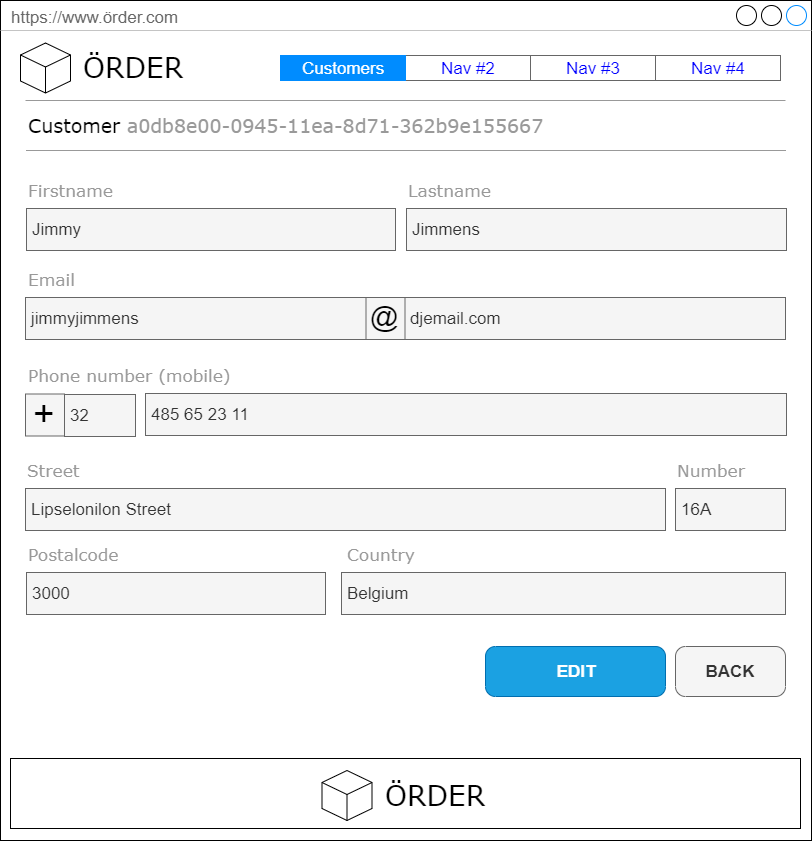 https://www.örder.com
ÖRDER
Customers Nav #2 Nav #3 Nav #4
Customer a0db8e00-0945-11ea-8d71-362b9e155667
Firstname Lastname
Jimmy Jimmens
Email
jimmyjimmens @ djemail.com
Phone number (mobile)
+ 32 485 65 23 11
Street Number
Lipselonilon Street 16A
Postalcode Country
3000 Belgium
EDIT BACK
ÖRDER